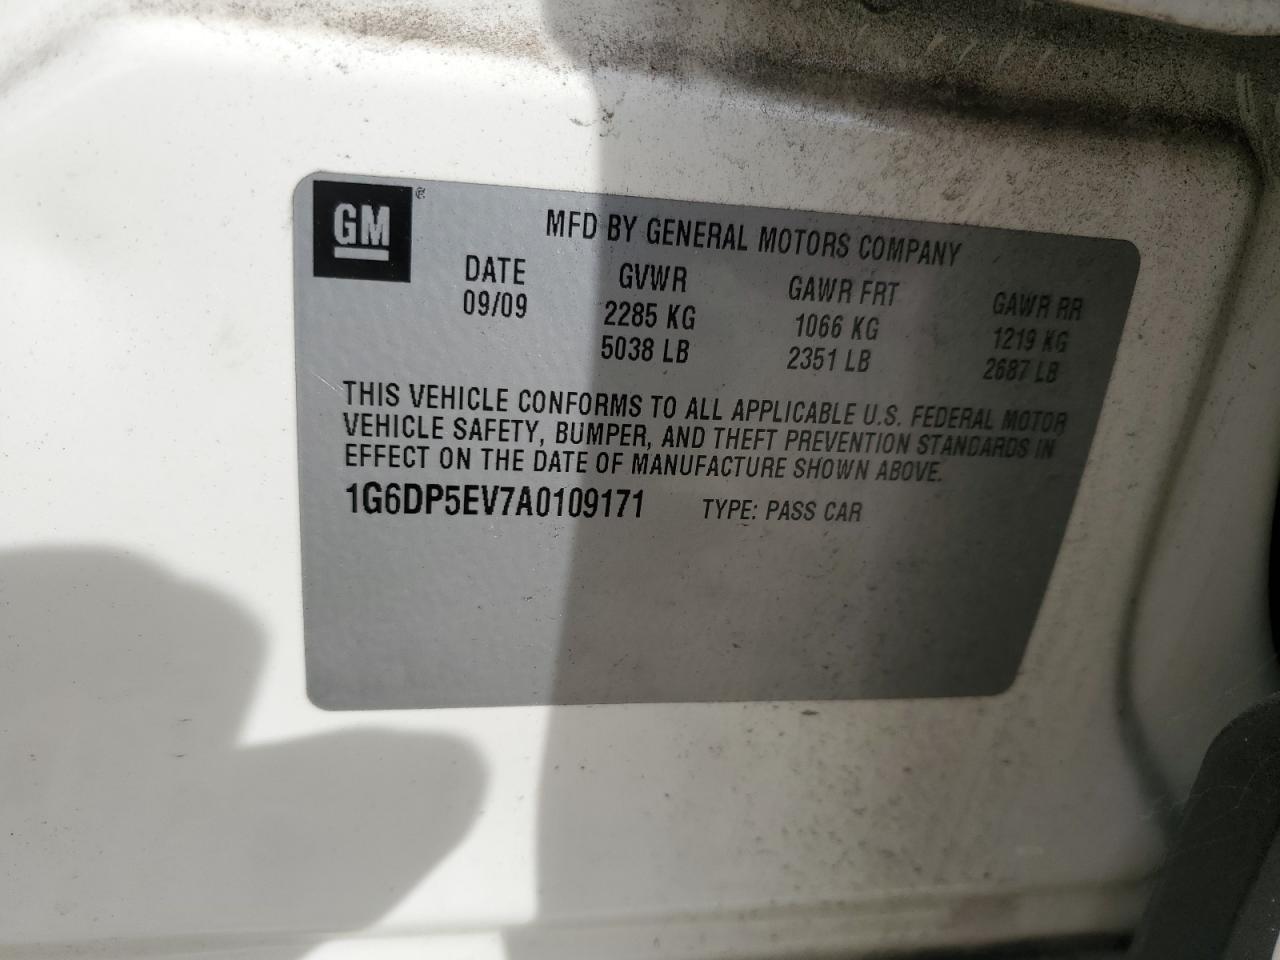 GM®
MFD BY GENERAL MOTORS COMPANY
DATE GVWR GAWR FRT GAWR RR
09/09 2285 KG 1066 KG 1219 KG
5038 LB 2351 LB 2687 LB
THIS VEHICLE CONFORMS TO ALL APPLICABLE U.S. FEDERAL MOTOR
VEHICLE SAFETY, BUMPER, AND THEFT PREVENTION STANDARDS IN
EFFECT ON THE DATE OF MANUFACTURE SHOWN ABOVE.
1G6DP5EV7A0109171 TYPE: PASS CAR